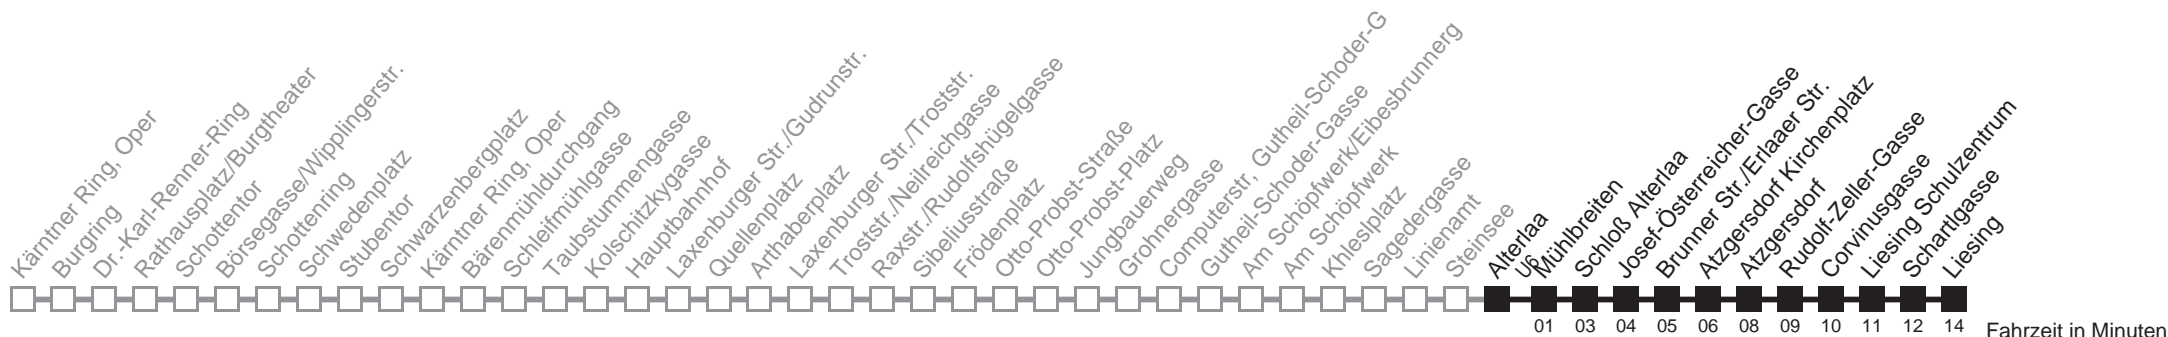 Kärntner Ring, Oper
Burgring
Dr.-Karl-Renner-Ring
Rathausplatz/Burgtheater
Schottentor
Börsegasse/Wipplingerstr.
Schottenring
Schwedenplatz
Stubentor
Schwarzenbergplatz
Kärntner Ring, Oper
Bärenmühldurchgang
Schleifmühlgasse
Taubstummengasse
Kolschitzkygasse
Hauptbahnhof
Laxenburger Str./Gudrunstr.
Quellenplatz
Arthaberplatz
Laxenburger Str./Troststr.
Troststr./Neilreichgasse
Raxstr./Rudolfshügelgasse
Sibeliusstraße
Frödenplatz
Otto-Probst-Straße
Otto-Probst-Platz
Jungbauerweg
Grohnergasse
Computerstr, Gutheil-Schoder-G
Gutheil-Schoder-Gasse
Am Schöpfwerk/Eibesbrunnerg
Am Schöpfwerk
Khleslplatz
Sagedergasse
Linienamt
Steinsee
Alterlaa
U6
Mühlbreiten
Schloß Alterlaa
Josef-Österreicher-Gasse
Brunner Str./Erlaaer Str.
Atzgersdorf Kirchenplatz
Atzgersdorf
Rudolf-Zeller-Gasse
Corvinusgasse
Liesing Schulzentrum
Schartlgasse
Liesing
01 03 04 05 06 08 09 10 11 12 14 Fahrzeit in Minuten